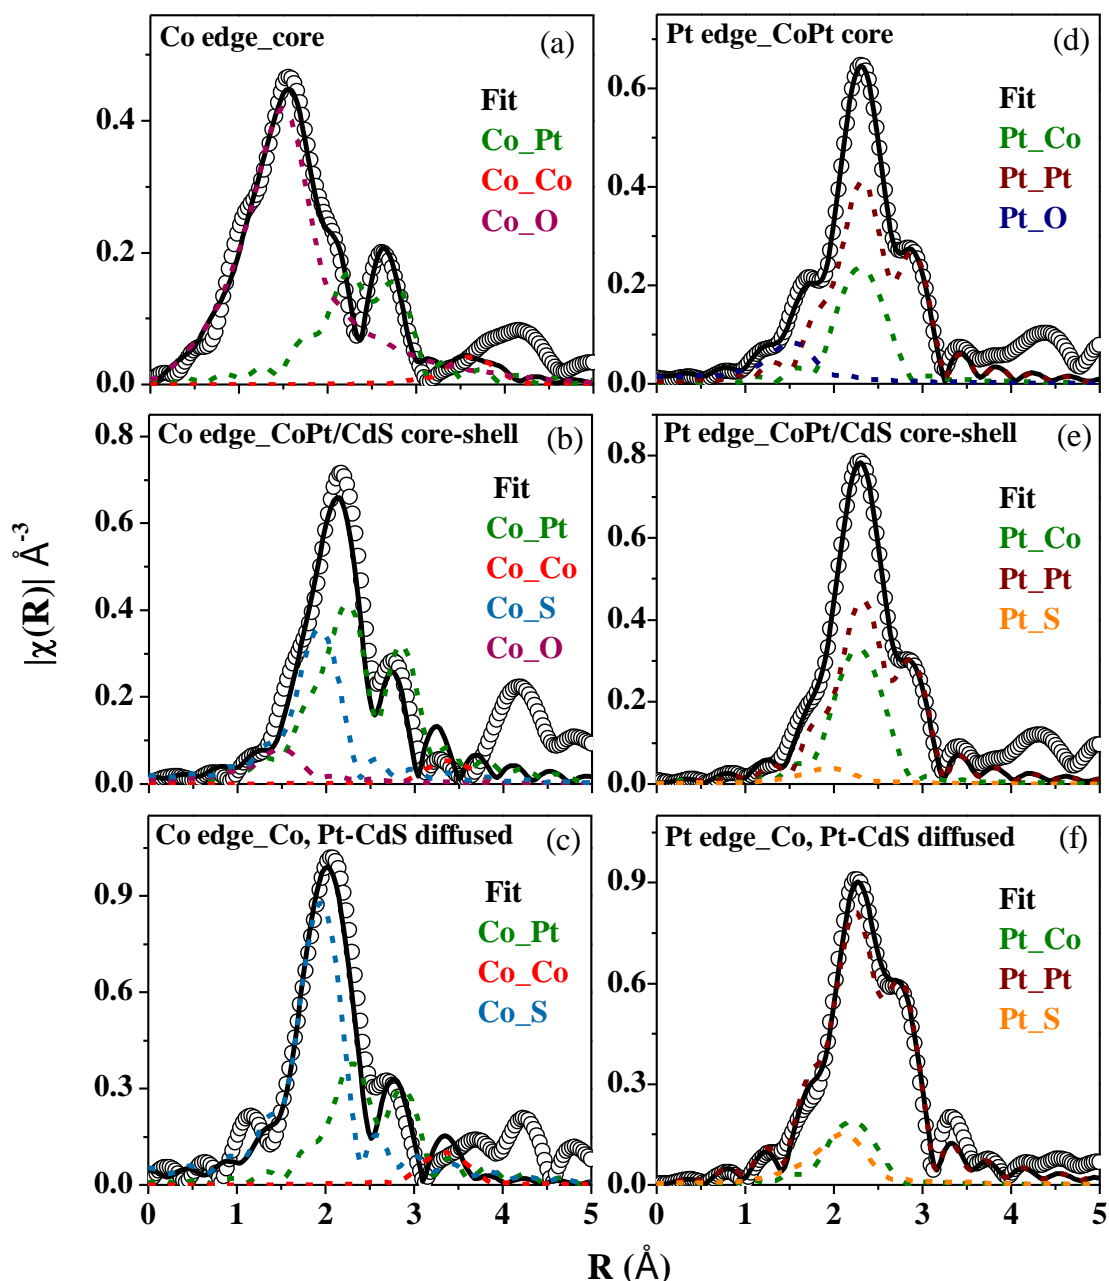 |χ(R)| Å-3
Co edge_core
(a)
Fit
Co_Pt
Co_Co
Co_O
0.4
0.2
0.0
Pt edge_CoPt core
(d)
Fit
Pt_Co
Pt_Pt
Pt_O
0.6
0.4
0.2
0.0
Co edge_CoPt/CdS core-shell
(b)
Fit
Co_Pt
Co_Co
Co_S
Co_O
0.8
0.6
0.4
0.2
0.0
Pt edge_CoPt/CdS core-shell
(e)
Fit
Pt_Co
Pt_Pt
Pt_S
0.8
0.6
0.4
0.2
0.0
Co edge_Co, Pt-CdS diffused
(c)
Fit
Co_Pt
Co_Co
Co_S
0.9
0.6
0.3
0.0
0 1 2 3 4 5
Pt edge_Co, Pt-CdS diffused
(f)
Fit
Pt_Co
Pt_Pt
Pt_S
0.9
0.6
0.3
0.0
0 1 2 3 4 5
R (Å)